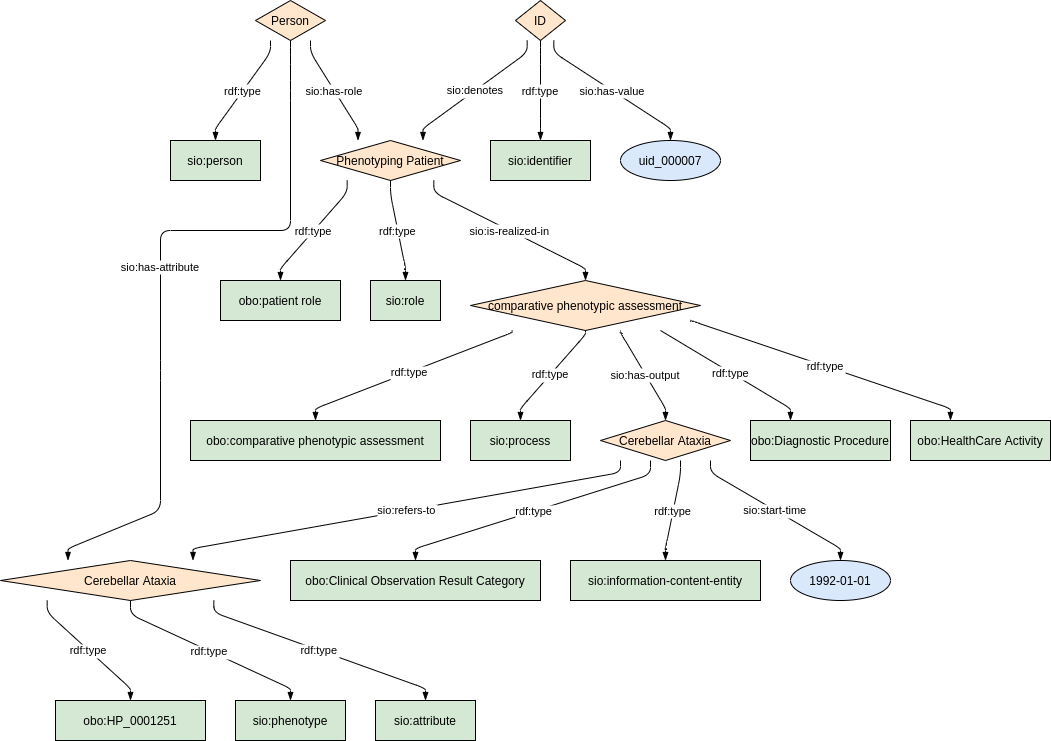 Person
ID
rdf:type
sio:has-role
sio:denotes
rdf:type
sio:has-value
sio:person
Phenotyping Patient
sio:identifier
uid_000007
rdf:type
rdf:type
sio:is-realized-in
sio:has-attribute
obo:patient role
sio:role
comparative phenotypic assessment
rdf:type
rdf:type
sio:has-output
rdf:type
rdf:type
obo:comparative phenotypic assessment
sio:process
Cerebellar Ataxia
obo:Diagnostic Procedure
obo:HealthCare Activity
sio:refers-to
rdf:type
rdf:type
sio:start-time
Cerebellar Ataxia
obo:Clinical Observation Result Category
sio:information-content-entity
1992-01-01
rdf:type
rdf:type
rdf:type
obo:HP_0001251
sio:phenotype
sio:attribute